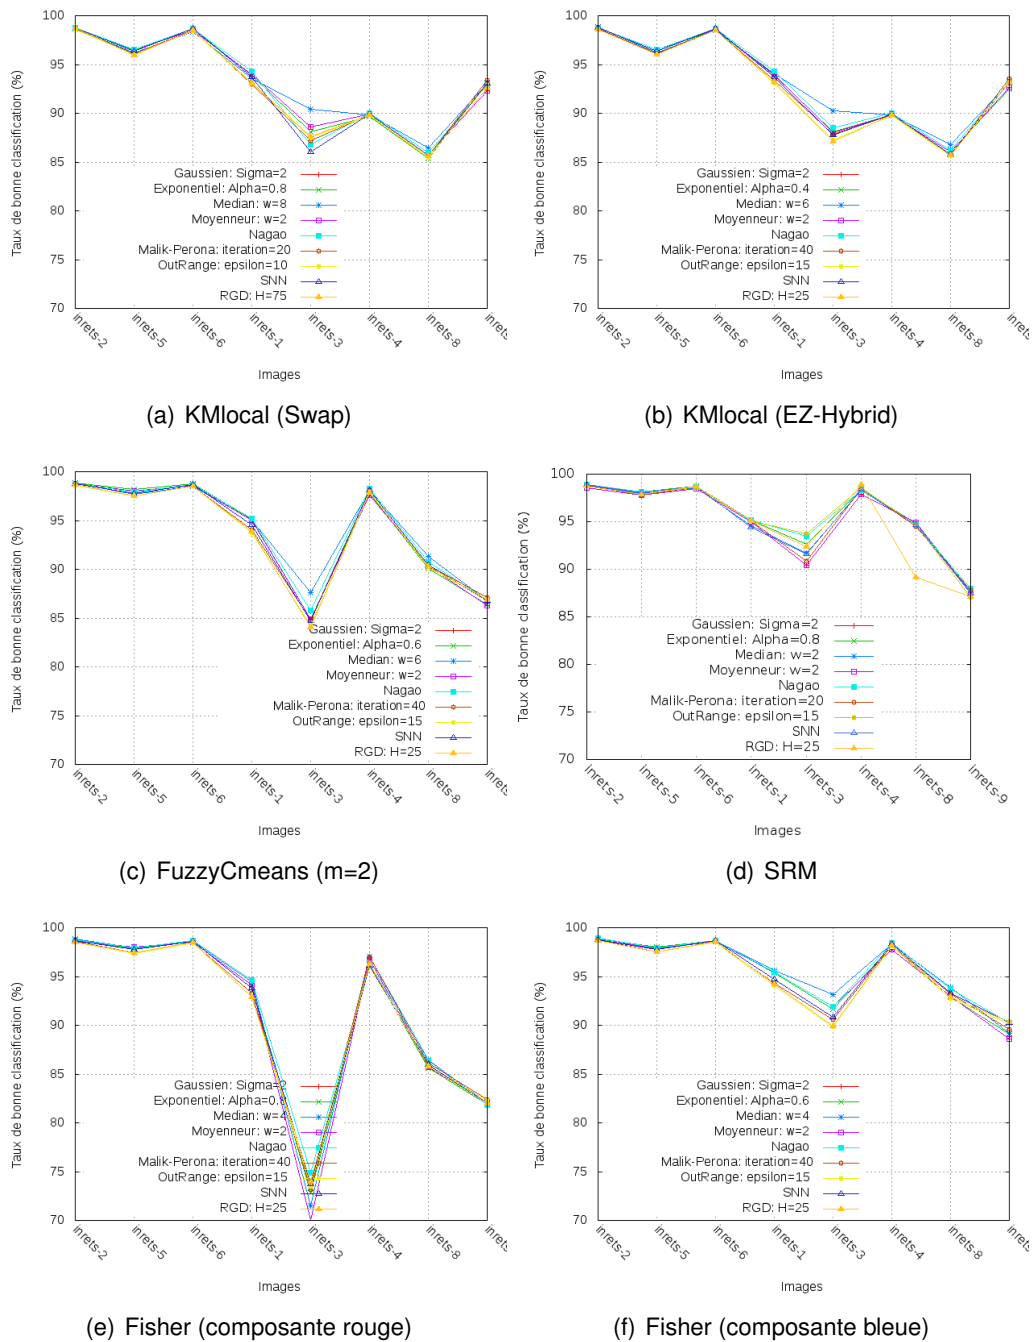 100
95
90
85
80
75
70
Taux de bonne classification (%)
Gaussien: Sigma=2
Exponentiel: Alpha=0.8
Median: w=8
Moyenneur: w=2
Nagao
Malik-Perona: iteration=20
OutRange: epsilon=10
SNN
RGD: H=75
inrets-2
inrets-5
inrets-6
inrets-1
inrets-3
inrets-4
inrets-8
inrets-
Images
(a) KMlocal (Swap)
100
95
90
85
80
75
70
Taux de bonne classification (%)
Gaussien: Sigma=2
Exponentiel: Alpha=0.4
Median: w=6
Moyenneur: w=2
Nagao
Malik-Perona: iteration=40
OutRange: epsilon=15
SNN
RGD: H=25
inrets-2
inrets-5
inrets-6
inrets-1
inrets-3
inrets-4
inrets-8
inrets-
Images
(b) KMlocal (EZ-Hybrid)
100
95
90
85
80
75
70
Taux de bonne classification (%)
Gaussien: Sigma=2
Exponentiel: Alpha=0.6
Median: w=6
Moyenneur: w=2
Nagao
Malik-Perona: iteration=40
OutRange: epsilon=15
SNN
RGD: H=25
inrets-2
inrets-5
inrets-6
inrets-1
inrets-3
inrets-4
inrets-8
inrets-
Images
(c) FuzzyCmeans (m=2)
100
95
90
85
80
75
70
Taux de bonne classification (%)
Gaussien: Sigma=2
Exponentiel: Alpha=0.8
Median: w=2
Moyenneur: w=2
Nagao
Malik-Perona: iteration=20
OutRange: epsilon=15
SNN
RGD: H=25
inrets-2
inrets-5
inrets-6
inrets-1
inrets-3
inrets-4
inrets-8
inrets-9
Images
(d) SRM
100
95
90
85
80
75
70
Taux de bonne classification (%)
Gaussien: Sigma=2
Exponentiel:
Median:
Moyenneur: w=2
Nagao
Malik-Perona: iteration=40
OutRange: epsilon=15
SNN
RGD: H=25
inrets-2
inrets-5
inrets-6
inrets-1
inrets-3
inrets-4
inrets-8
inrets-
Images
(e) Fisher (composante rouge)
100
95
90
85
80
75
70
Taux de bonne classification (%)
Gaussien: Sigma=2
Exponentiel: Alpha=0.6
Median: w=4
Moyenneur: w=2
Nagao
Malik-Perona: iteration=40
OutRange: epsilon=15
SNN
RGD: H=25
inrets-2
inrets-5
inrets-6
inrets-1
inrets-3
inrets-4
inrets-8
inrets-
Images
(f) Fisher (composante bleue)